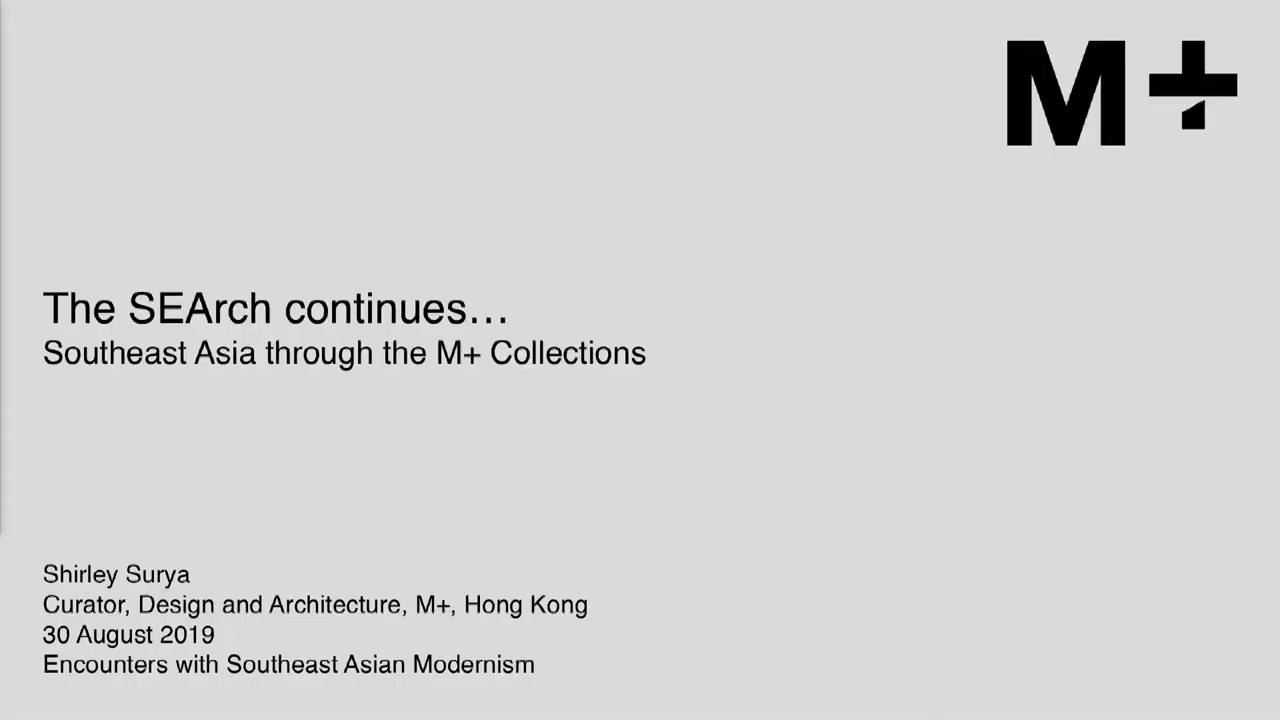 M+
The SEArch continues…
Southeast Asia through the M+ Collections
Shirley Surya
Curator, Design and Architecture, M+, Hong Kong
30 August 2019
Encounters with Southeast Asian Modernism